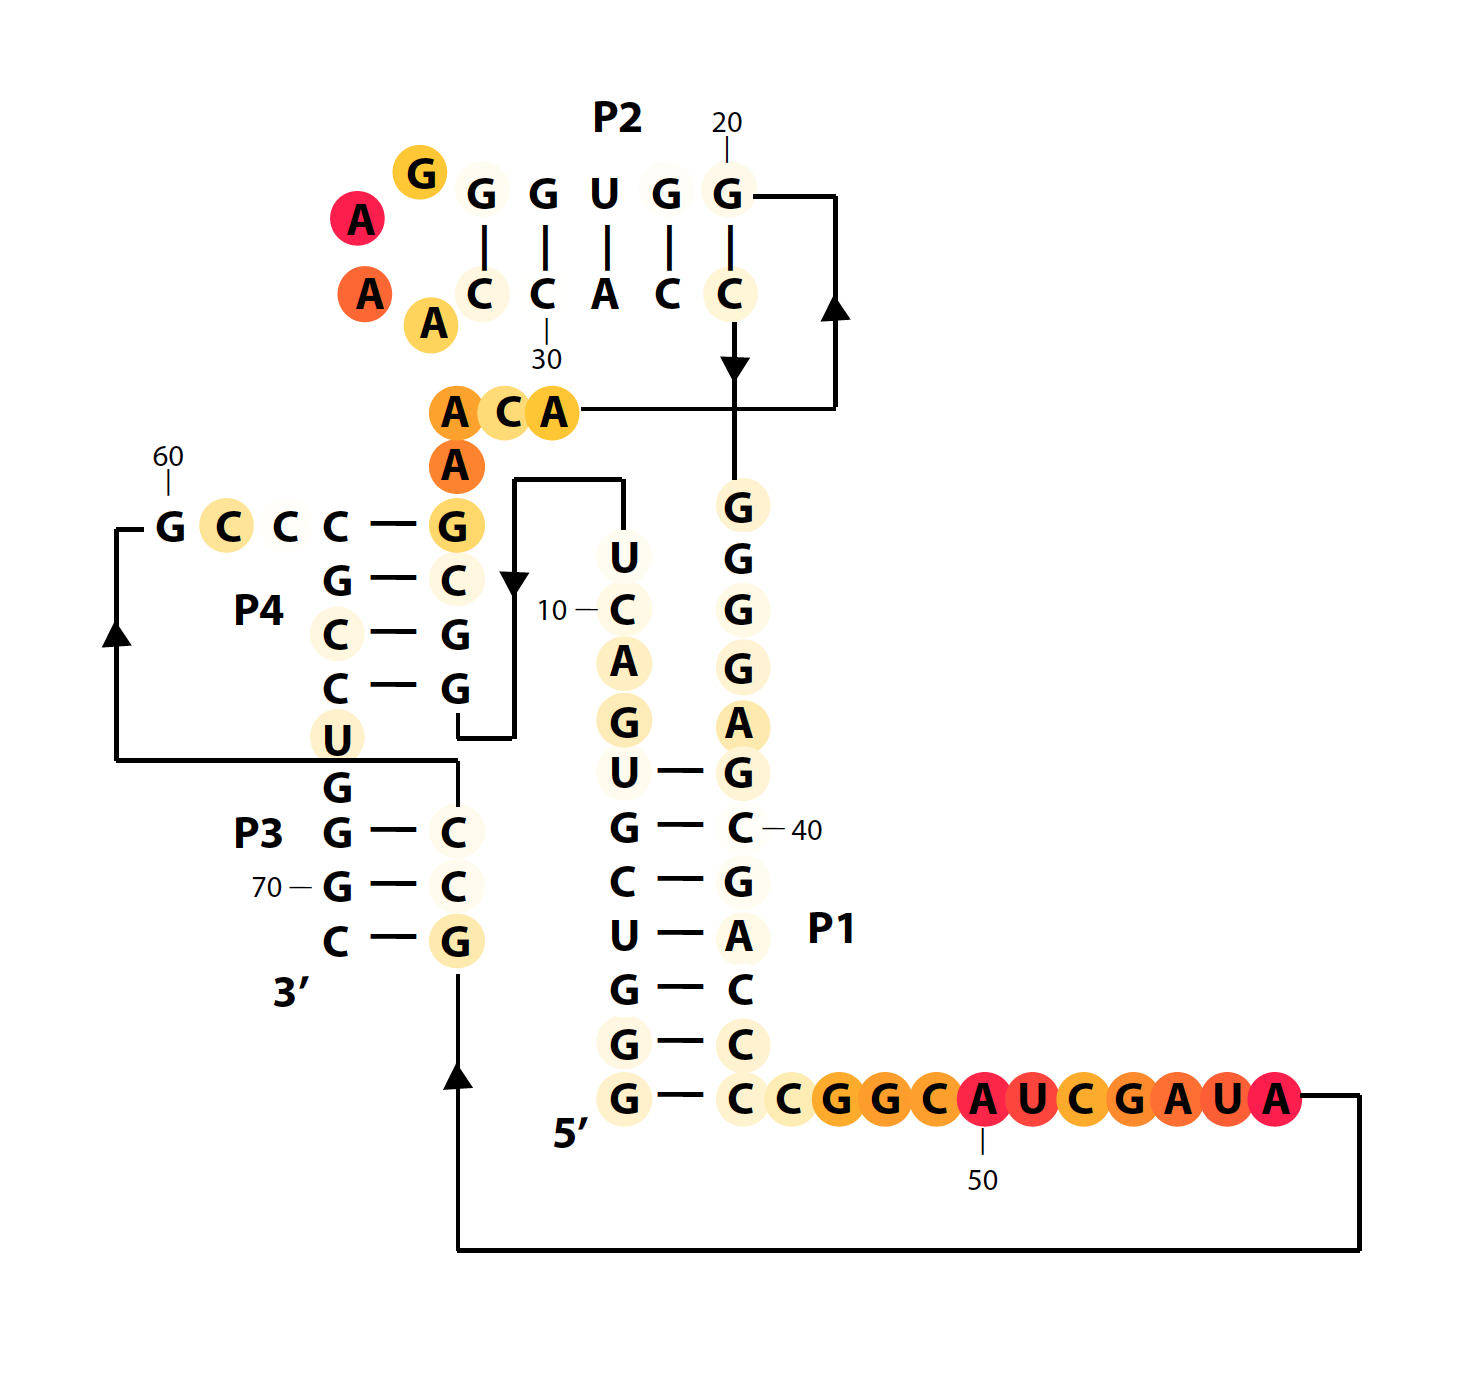 P2
20
G G G U G G
A
A A C C A C C
30
A C A
A
60
G C C C G
G C
P4
C G
C G
U
G
P3
G C
70 G C
C G
3′
U G
10 C G
A G
G G
A
U G
G C 40
C G
U A
P1
G C
G C
5′
G C C G G C A U C G A U A
50